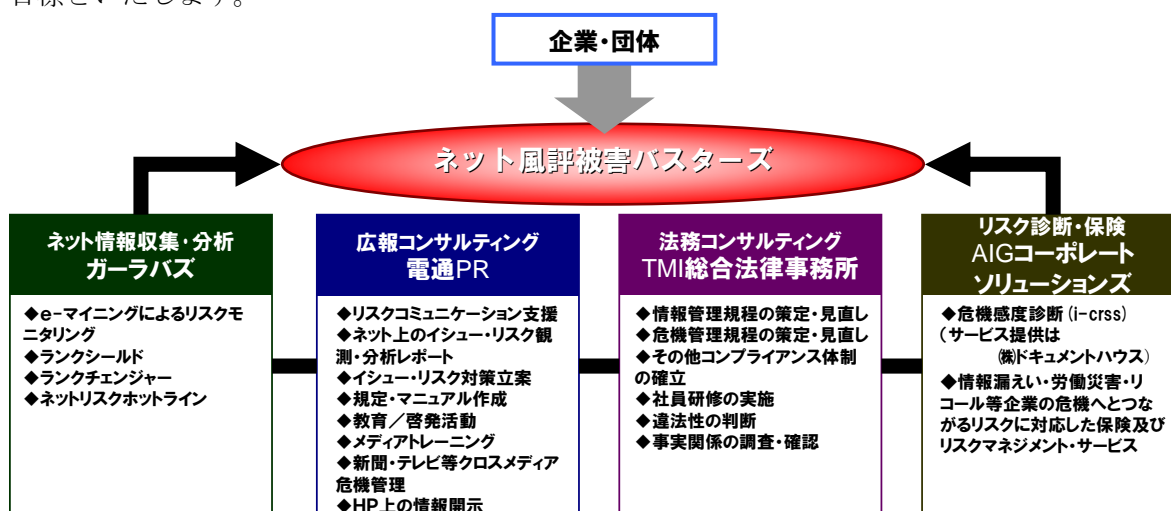 目標といたします。
企業・団体
ネット風評被害バスターズ
ネット情報収集・分析
ガーラバズ
◆e-マイニングによるリスクモ
ニタリング
◆ランクシールド
◆ランクチェンジャー
◆ネットリスクホットライン
広報コンサルティング
電通PR
◆リスクコミュニケーション支援
◆ネット上のイシュー・リスク観
測・分析レポート
◆イシュー・リスク対策立案
◆規定・マニュアル作成
◆教育／啓発活動
◆メディアトレーニング
◆新聞・テレビ等クロスメディア
危機管理
◆HP上の情報開示
法務コンサルティング
TMI総合法律事務所
◆情報管理規程の策定・見直し
◆危機管理規程の策定・見直し
◆その他コンプライアンス体制
の確立
◆社員研修の実施
◆違法性の判断
◆事実関係の調査・確認
リスク診断・保険
AIGコーポレート
ソリューションズ
◆危機感度診断(i-crss)
(サービス提供は
㈱ドキュメントハウス)
◆情報漏えい・労働災害・リ
コール等企業の危機へとつな
がるリスクに対応した保険及び
リスクマネジメント・サービス